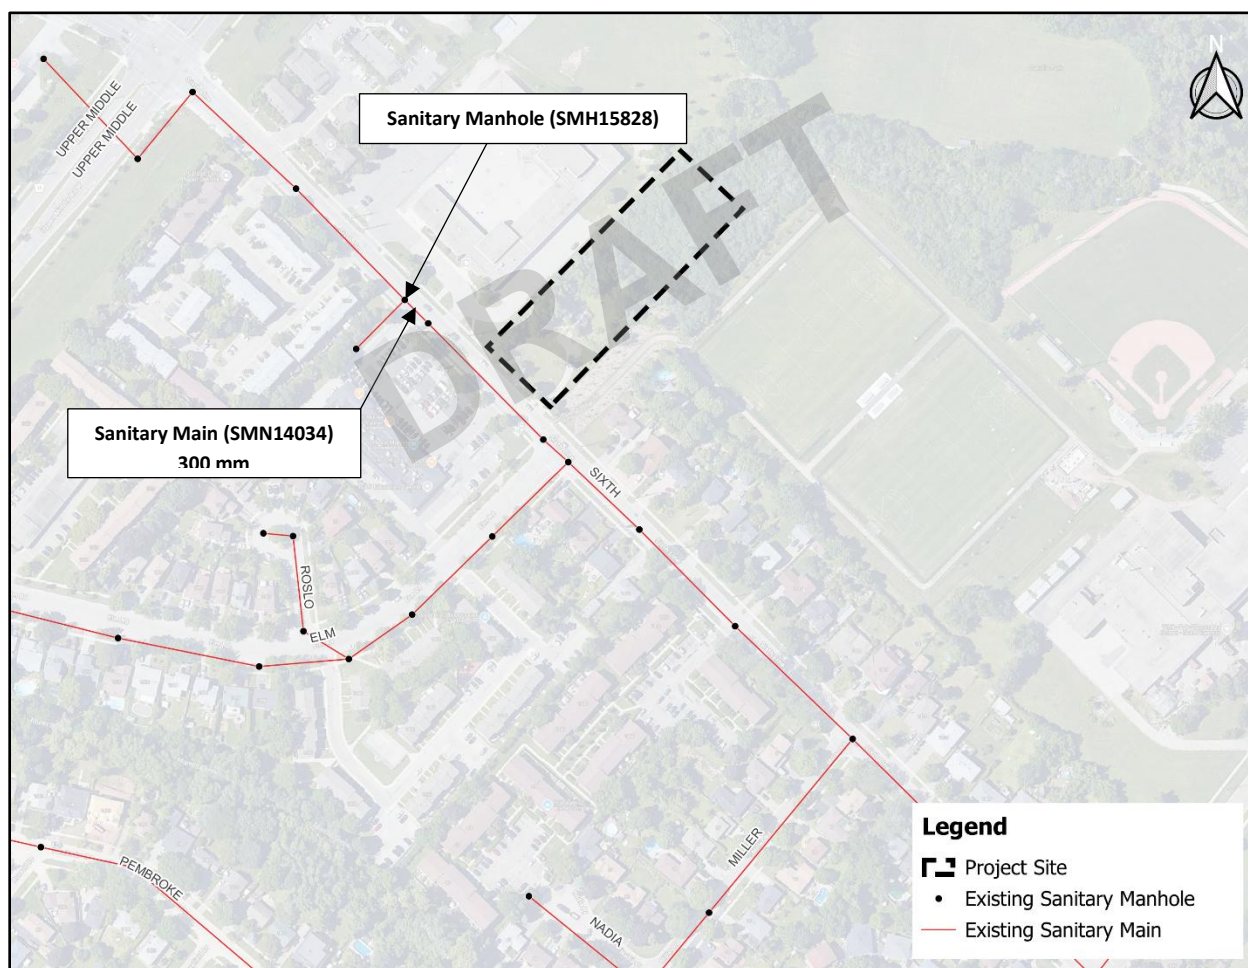 N
UPPER MIDDLE
UPPER MIDDLE
Sanitary Manhole (SMH15828)
DRAFT
Sanitary Main (SMN14034)
300 mm
SIXTH
ROSLO
ELM
MILLER
PEMBROKE
NADIA
Legend
Project Site
Existing Sanitary Manhole
Existing Sanitary Main